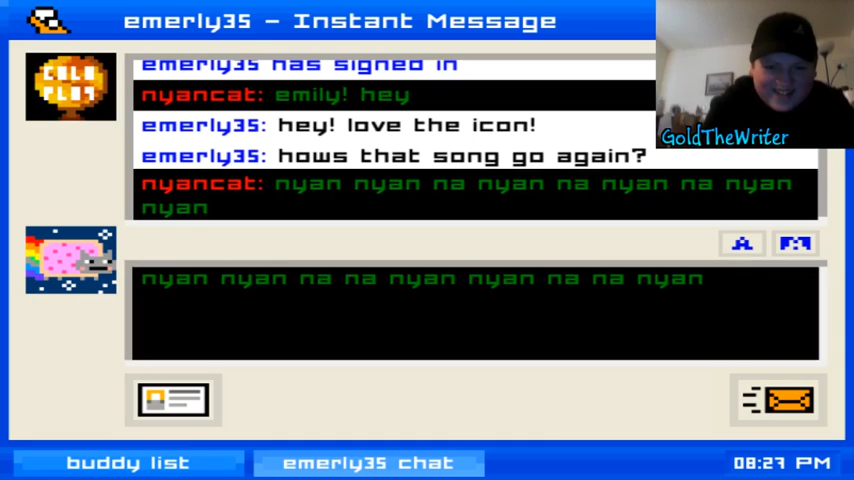 emerly35 - Instant Message
COLD
PLAY
emerly35 has signed in
nyancat: emily! hey
emerly35: hey! love the icon!
emerly35: hows that song go again?
nyancat: nyan nyan na nyan na nyan na nyan
nyan
GoldTheWriter
A
nyan nyan na na nyan nyan na na nyan
buddy list
emerly35 chat
08:27 PM